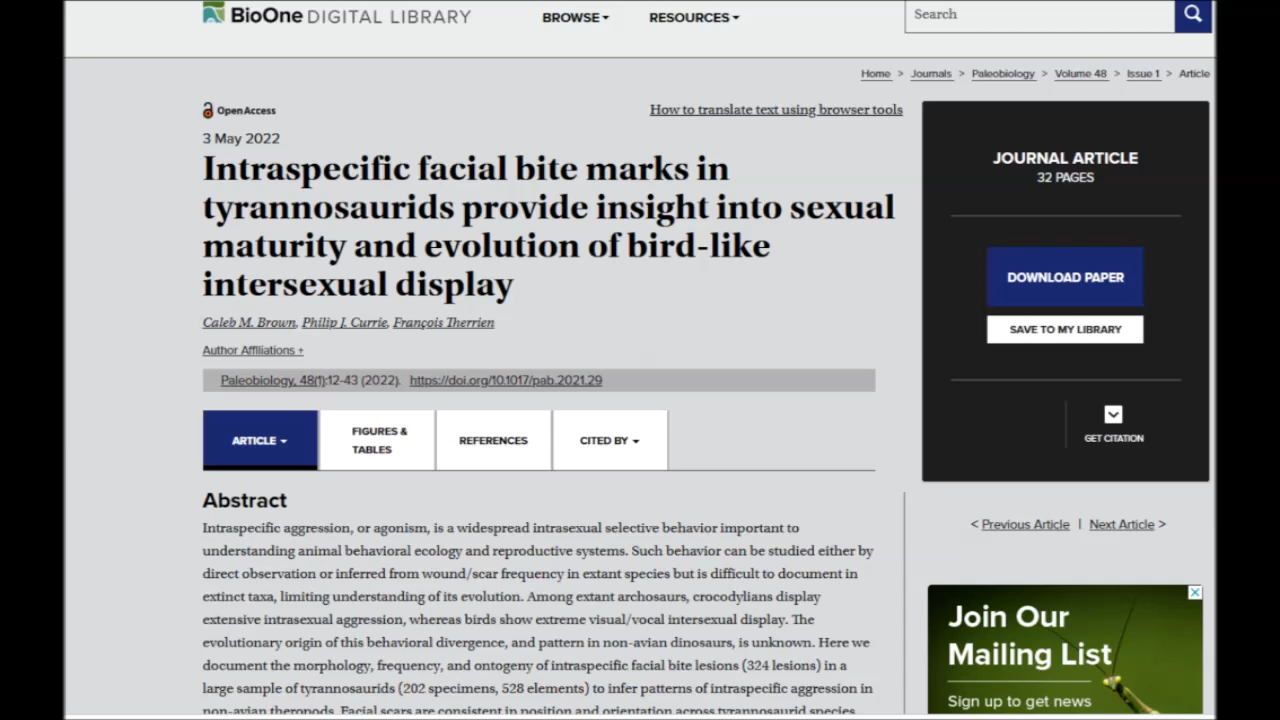 BioOne DIGITAL LIBRARY
BROWSE RESOURCES
Search
Home > Journals > Paleobiology > Volume 48 > Issue 1 > Article
Open Access
How to translate text using browser tools
3 May 2022
Intraspecific facial bite marks in
tyrannosaurids provide insight into sexual
maturity and evolution of bird-like
intersexual display
Caleb M. Brown, Philip J. Currie, François Therrien
Author Affiliations +
Paleobiology, 48(1):12-43 (2022). https://doi.org/10.1017/pab.2021.29
ARTICLE
FIGURES &
TABLES
REFERENCES
CITED BY
Abstract
Intraspecific aggression, or agonism, is a widespread intrasexual selective behavior important to
understanding animal behavioral ecology and reproductive systems. Such behavior can be studied either by
direct observation or inferred from wound/scar frequency in extant species but is difficult to document in
extinct taxa, limiting understanding of its evolution. Among extant archosaurs, crocodylians display
extensive intrasexual aggression, whereas birds show extreme visual/vocal intersexual display. The
evolutionary origin of this behavioral divergence, and pattern in non-avian dinosaurs, is unknown. Here we
document the morphology, frequency, and ontogeny of intraspecific facial bite lesions (324 lesions) in a
large sample of tyrannosaurids (202 specimens, 528 elements) to infer patterns of intraspecific aggression in
non-avian theropods. Facial scars are consistent in position and orientation across tyrannosaurid species,
JOURNAL ARTICLE
32 PAGES
DOWNLOAD PAPER
SAVE TO MY LIBRARY
GET CITATION
< Previous Article | Next Article >
Join Our
Mailing List
Sign up to get news